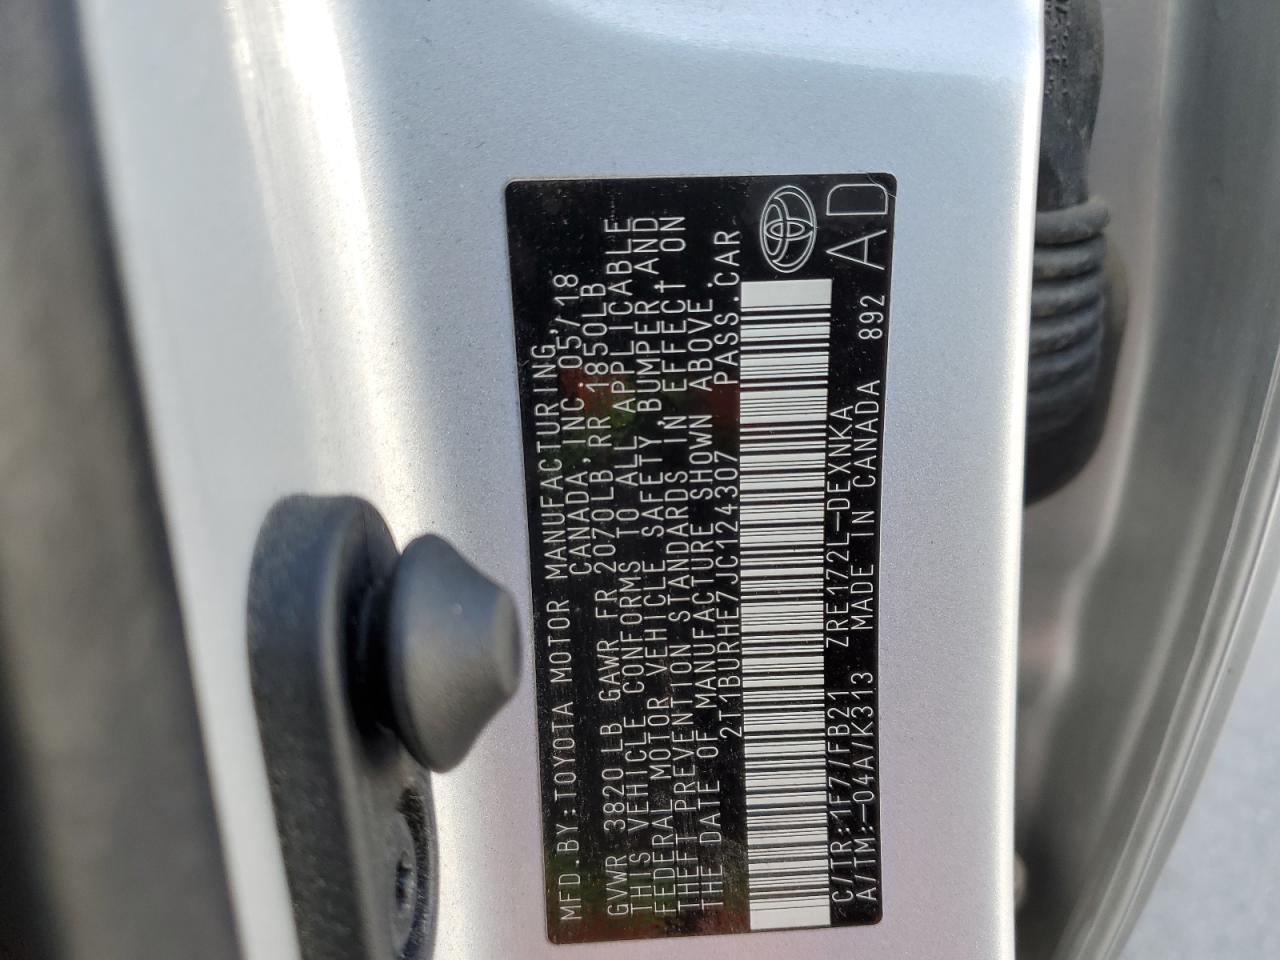 MFD.BY:TOYOTA MOTOR MANUFACTURING,
CANADA,INC.05/18
GVWR 3820LB GAWR FR 2070LB,RR 1850LB
THIS VEHICLE CONFORMS TO ALL APPLICABLE
FEDERAL MOTOR VEHICLE SAFETY,BUMPER,AND
THEFT PREVENTION STANDARDS IN EFFECT ON
THE DATE OF MANUFACTURE SHOWN ABOVE.
2T1BURHE7JC124307 PASS.CAR
C/TR:1F7/FB21 ZRE172L-DEXNKA
A/TM:-04A/K313 MADE IN CANADA 892
AD